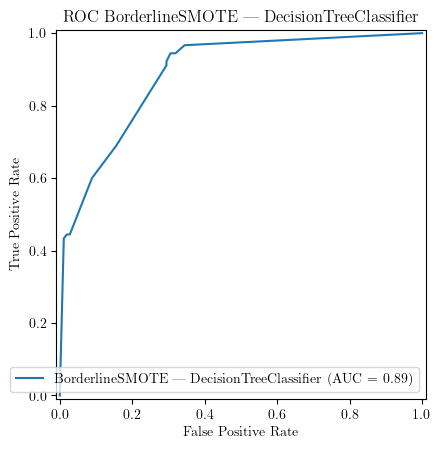 ROC BorderlineSMOTE — DecisionTreeClassifier
True Positive Rate
1.0
0.8
0.6
0.4
0.2
0.0
BorderlineSMOTE — DecisionTreeClassifier (AUC = 0.89)
0.0 0.2 0.4 0.6 0.8 1.0
False Positive Rate